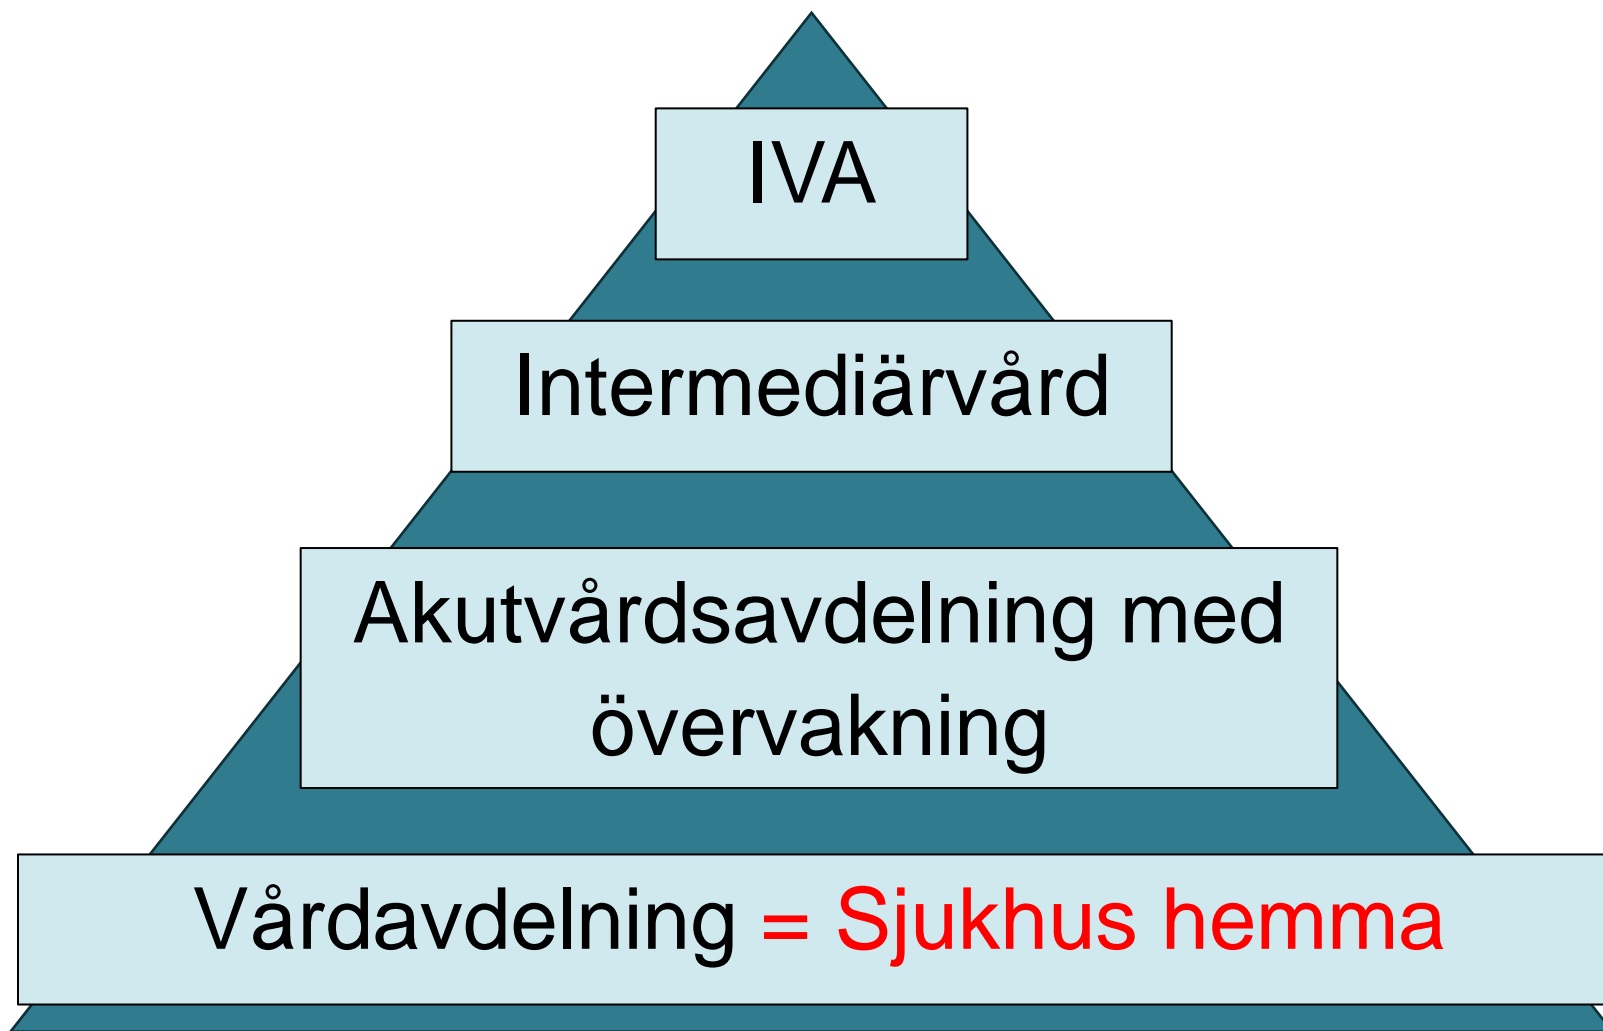 IVA
Intermediärvård
Akutvårdsavdelning med
övervakning
Vårdavdelning = Sjukhus hemma